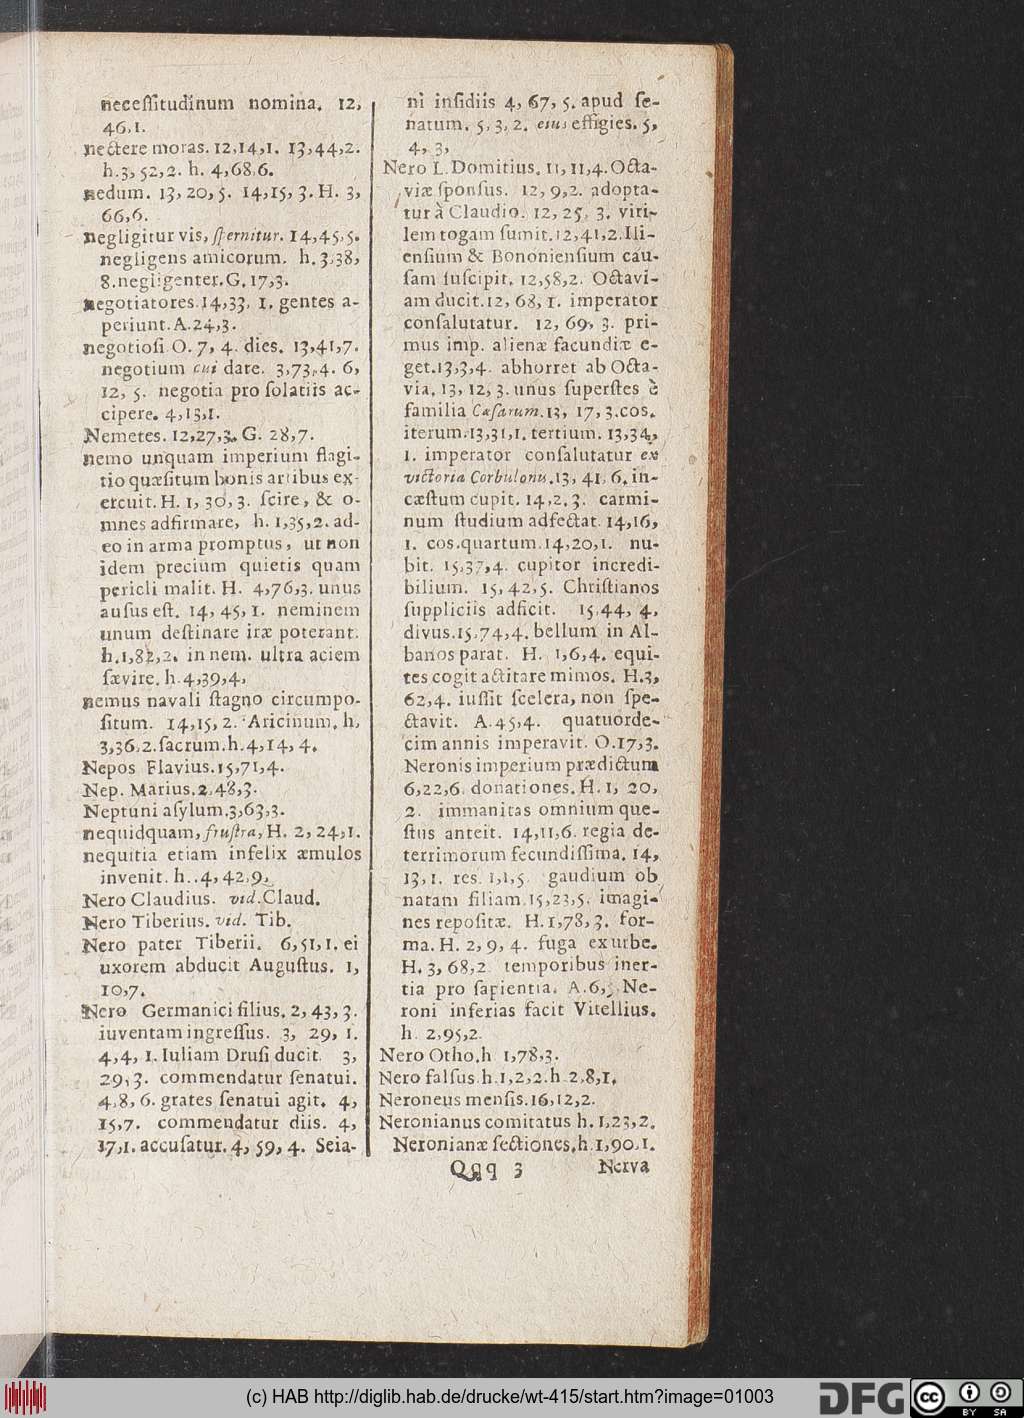 neceſſitudinum nomina. 12,
46,1.
nectere moras. 12,14,1. 13,44,2.
h.3, 52,2. h. 4,68,6.
nedum. 13, 20, 5. 14,15, 3. H. 3,
66,6.
negligitur vis, ſpernitur. 14,45,5.
negligens amicorum. h. 3,38,
8. negligenter. G. 17,3.
negotiatores. 14,33, 1. gentes a-
periunt. A. 24,3.
negotioſi O. 7, 4. dies. 13,41,7.
negotium cui dare. 3,73,4. 6,
12, 5. negotia pro ſolatiis ac-
cipere. 4,13,1.
Nemetes. 12,27,3. G. 28,7.
nemo unquam imperium flagi-
tio quæſitum bonis artibus ex-
ercuit. H. 1, 30, 3. ſcire, & o-
mnes adfirmare, h. 1,35,2. ad-
eo in arma promptus, ut non
idem precium quietis quam
pericli malit. H. 4,76,3. unus
auſus eſt. 14, 45, 1. neminem
unum deſtinare iræ poterant.
h.1,82,2. in nem. ultra aciem
ſævire. h. 4,39,4,
nemus navali ſtagno circumpo-
ſitum. 14,15, 2. Aricinum. h,
3,36,2. ſacrum. h. 4,14, 4.
Nepos Flavius. 15,71,4.
Nep. Marius. 2,48,3.
Neptuni aſylum. 3,63,3.
nequidquam, fruſtra, H. 2, 24,1.
nequitia etiam infelix æmulos
invenit. h. 4, 42,9,
Nero Claudius. vid. Claud.
Nero Tiberius. vid. Tib.
Nero pater Tiberii. 6,51,1. ei
uxorem abducit Auguſtus. 1,
10,7.
Nero Germanici filius. 2, 43, 3.
iuventam ingreſſus. 3, 29, 1.
4,4, 1. Iuliam Druſi ducit. 3,
29,3. commendatur ſenatui.
4,8, 6. grates ſenatui agit. 4,
15,7. commendatur diis. 4,
17,1. accuſatur. 4, 59, 4. Seia-
ni inſidiis 4, 67, 5. apud ſe-
natum. 5, 3, 2. eius effigies. 5,
4, 3,
Nero L. Domitius. 11, 11,4. Octa-
viæ ſponſus. 12, 9,2. adopta-
tur à Claudio. 12, 25, 3. viri-
lem togam ſumit. 12,41,2. Ili-
enſium & Bononienſium cau-
ſam ſuſcipit. 12,58,2. Octavi-
am ducit. 12, 68, 1. imperator
conſalutatur. 12, 69, 3. pri-
mus imp. alienæ facundiæ e-
get. 13,3,4. abhorret ab Octa-
via. 13, 12, 3. unus ſuperſtes è
familia Cæſarum. 13, 17, 3. cos.
iterum. 13,31,1. tertium. 13,34,
1. imperator conſalutatur ex
victoria Corbulonis. 13, 41, 6. in-
cæſtum cupit. 14,2, 3. carmi-
num ſtudium adfectat. 14,16,
1. cos. quartum. 14,20,1. nu-
bit. 15,37,4. cupitor incredi-
bilium. 15, 42, 5. Chriſtianos
ſuppliciis adficit. 15,44, 4,
divus. 15,74,4. bellum in Al-
banos parat. H. 1,6,4. equi-
tes cogit actitare mimos. H. 3,
62,4. iuſſit ſcelera, non ſpe-
ctavit. A. 45,4. quatuorde-
cim annis imperavit. O. 17,3.
Neronis imperium prædictum
6,22,6. donationes. H. 1, 20,
2. immanitas omnium que-
ſtus anteit. 14,11,6. regia de-
terrimorum fecundiſſima. 14,
13, 1. res. 1,1,5. gaudium ob
natam filiam. 15,23,5. imagi-
nes repoſitæ. H. 1,78,3. for-
ma. H. 2, 9, 4. fuga ex urbe.
H. 3, 68,2. temporibus iner-
tia pro ſapientia. A. 6, Ne-
roni inferias facit Vitellius.
h. 2,95,2.
Nero Otho. h 1,78,3.
Nero falſus. h. 1,2,2. h. 2,8,1.
Neroneus menſis. 16,12,2.
Neronianus comitatus h. 1,23,2.
Neronianæ ſectiones. h. 1,90,1.
Qqq 3 Nerva
(c) HAB http://diglib.hab.de/drucke/wt-415/start.htm?image=01003
DFG
cc BY SA